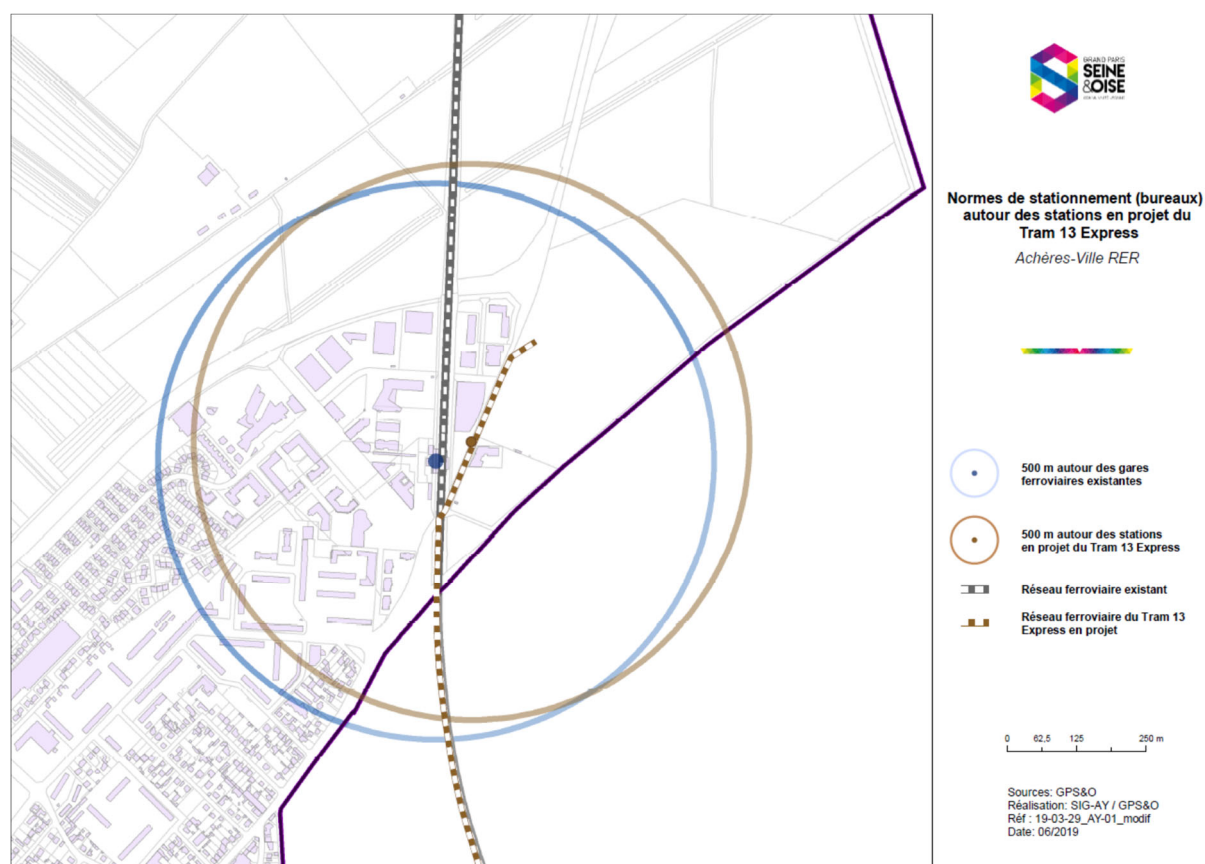 GRAND PARIS
SEINE
&OISE
Normes de stationnement (bureaux)
autour des stations en projet du
Tram 13 Express
Achères-Ville RER
500 m autour des gares
ferroviaires existantes
500 m autour des stations
en projet du Tram 13 Express
Réseau ferroviaire existant
Réseau ferroviaire du Tram 13
Express en projet
0 62,5 125 250 m
Sources: GPS&O
Réalisation: SIG-AY / GPS&O
Réf : 19-03-29_AY-01_modif
Date: 06/2019